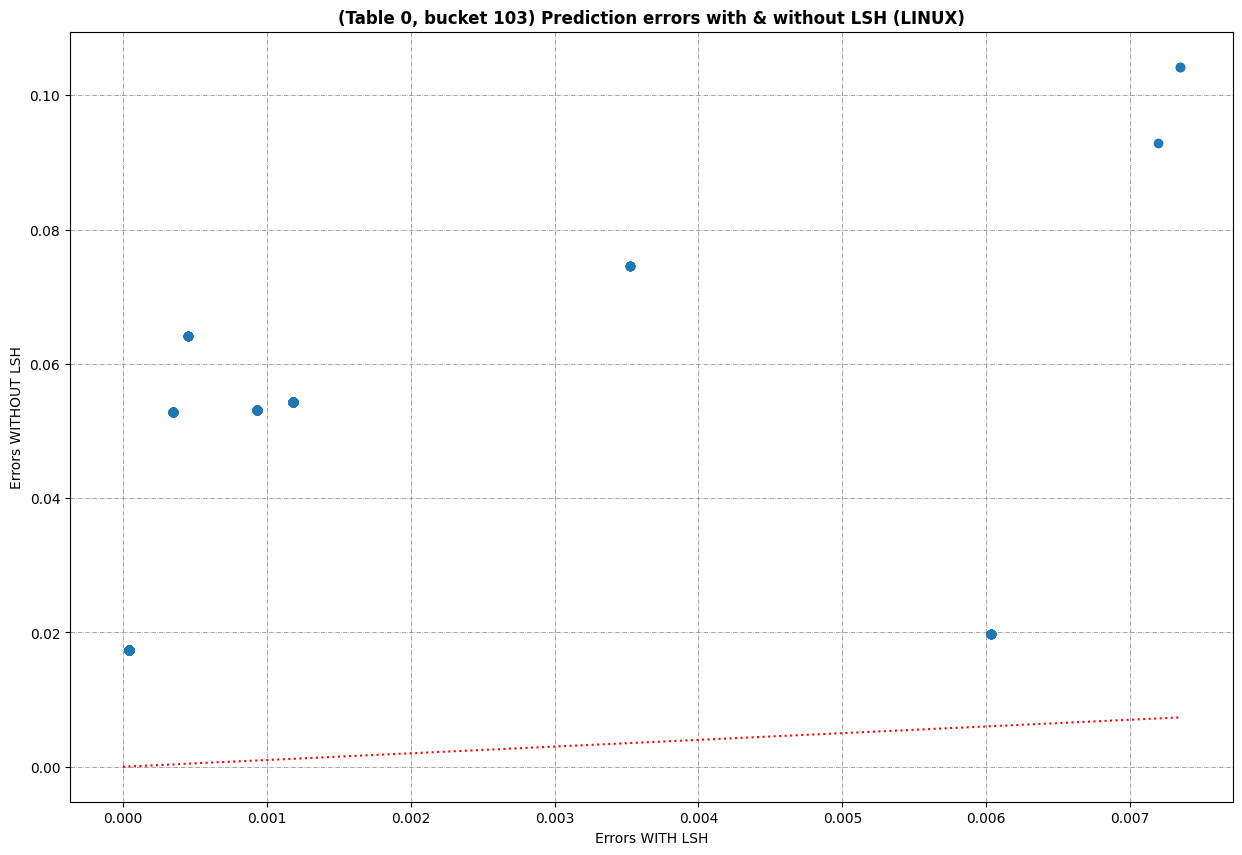 (Table 0, bucket 103) Prediction errors with & without LSH (LINUX)
0.10
0.08
0.06
0.04
0.02
0.00
Errors WITHOUT LSH
0.000 0.001 0.002 0.003 0.004 0.005 0.006 0.007
Errors WITH LSH